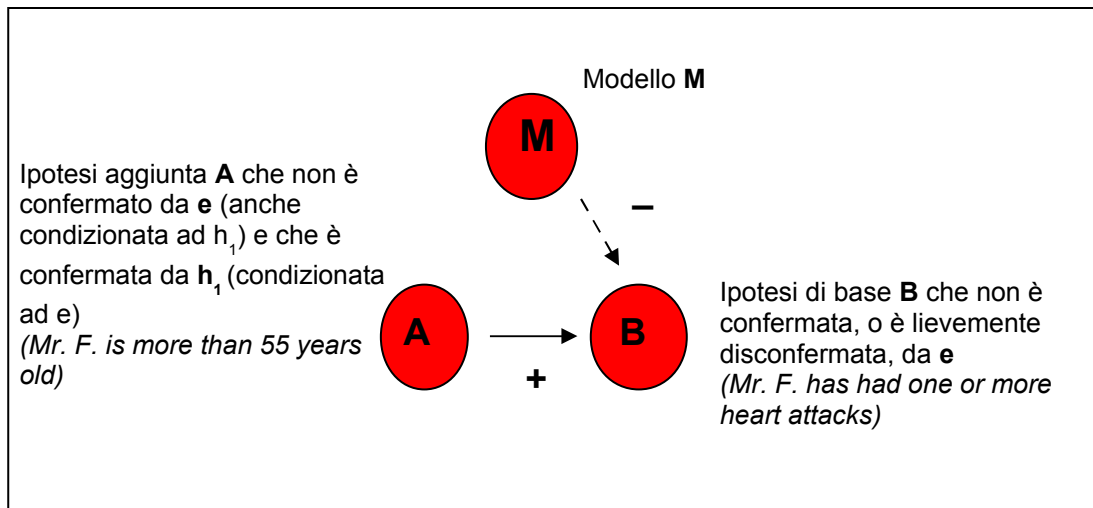 Modello M
M
–
Ipotesi aggiunta A che non è
confermato da e (anche
condizionata ad h₁) e che è
confermata da h₁ (condizionata
ad e)
(Mr. F. is more than 55 years
old)
A
+
B
Ipotesi di base B che non è
confermata, o è lievemente
disconfermata, da e
(Mr. F. has had one or more
heart attacks)